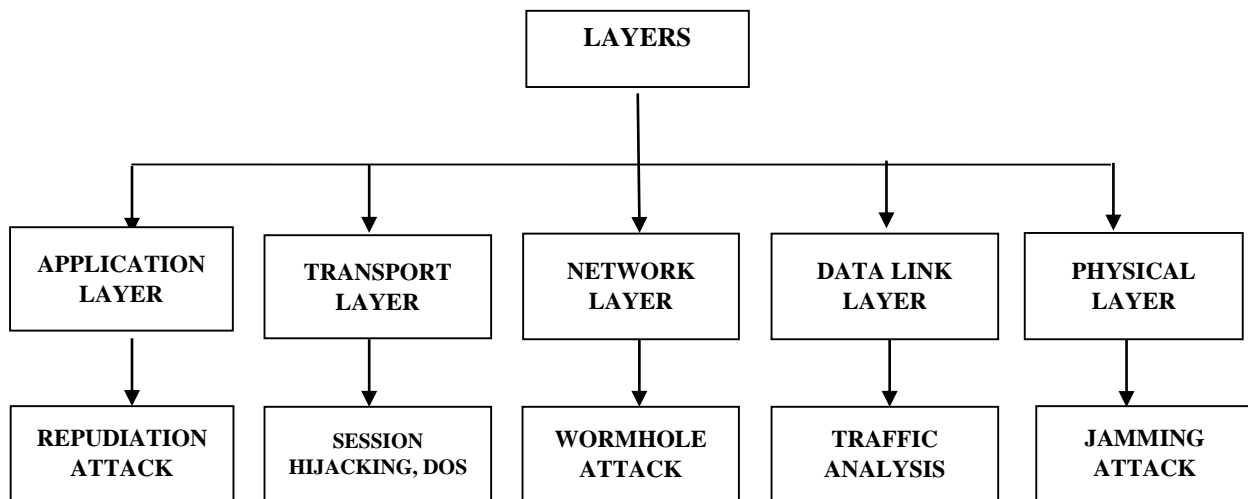 LAYERS
APPLICATION
LAYER
TRANSPORT
LAYER
NETWORK
LAYER
DATA LINK
LAYER
PHYSICAL
LAYER
REPUDIATION
ATTACK
SESSION
HIJACKING, DOS
WORMHOLE
ATTACK
TRAFFIC
ANALYSIS
JAMMING
ATTACK